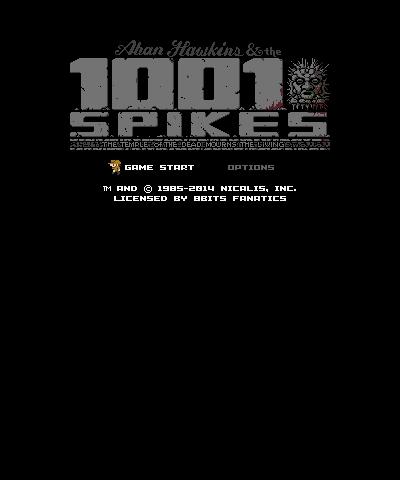 Aban Hawkins & the
1001
SPIKES
THE TEMPLE OF THE DEAD MOURNS THE LIVING
GAME START OPTIONS
™ AND © 1985-2014 NICALIS, INC.
LICENSED BY 8BITS FANATICS